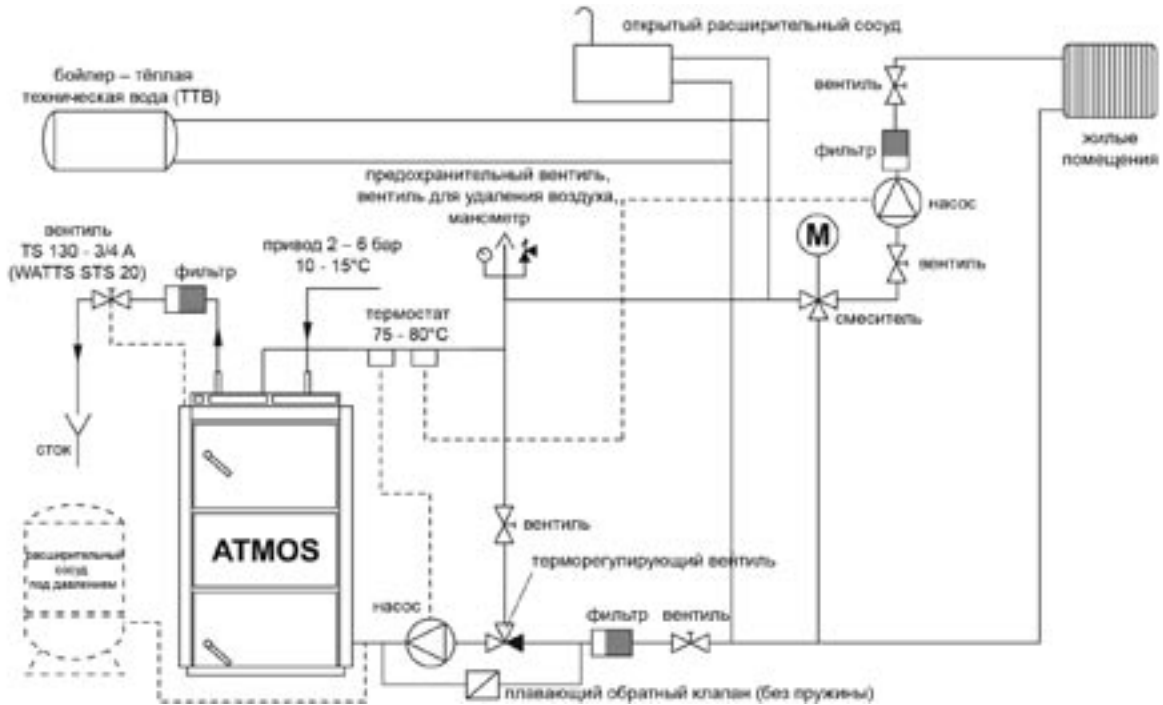 открытый расширительный сосуд
бойлер – тёплая
техническая вода (ТТВ)
вентиль
фильтр
жилые
помещения
предохранительный вентиль,
вентиль для удаления воздуха,
манометр
насос
M
вентиль
TS 130 - 3/4 A
(WATTS STS 20)
фильтр
привод 2 – 6 бар
10 - 15°C
вентиль
термостат
75 - 80°C
смеситель
сток
вентиль
ATMOS
расширительный
сосуд
под давлением
терморегулирующий вентиль
насос
фильтр
вентиль
плавающий обратный клапан (без пружины)